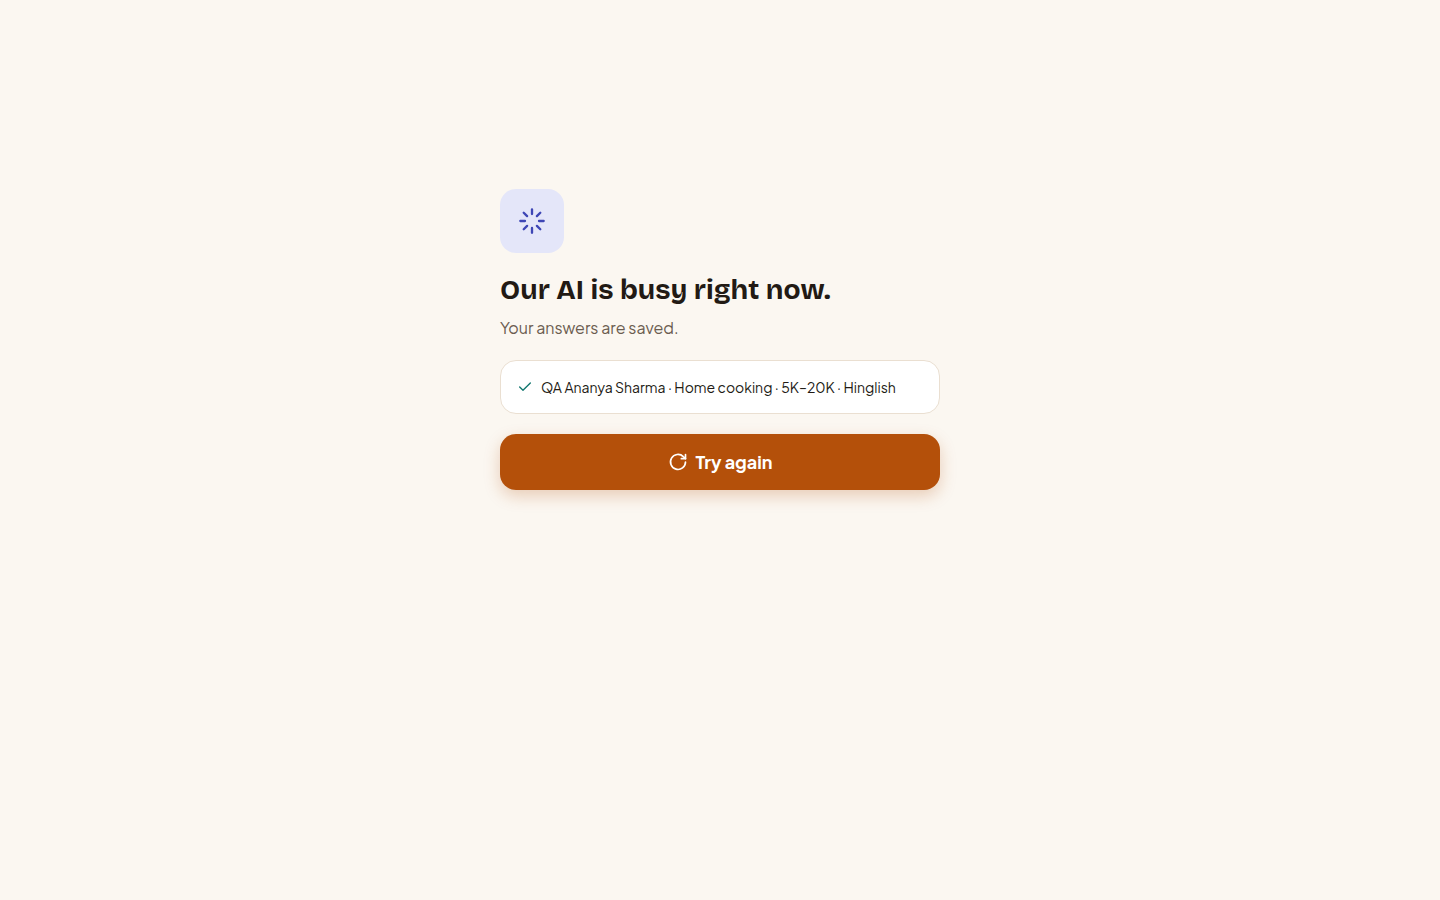 Our AI is busy right now.
Your answers are saved.
QA Ananya Sharma · Home cooking · 5K–20K · Hinglish
Try again